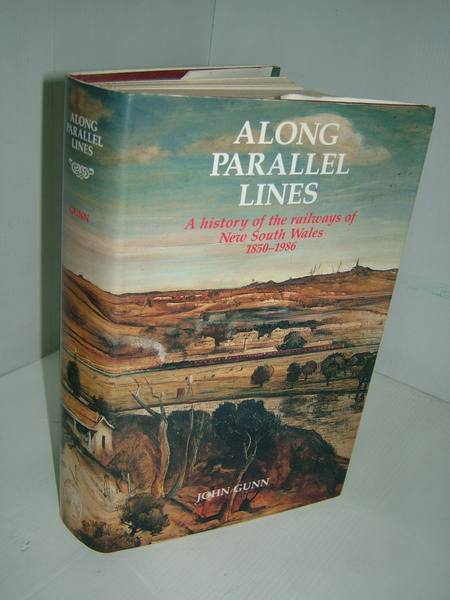 ALONG
PARALLEL
LINES
GUNN
ALONG
PARALLEL
LINES
A history of the railways of
New South Wales
1850–1986
JOHN GUNN